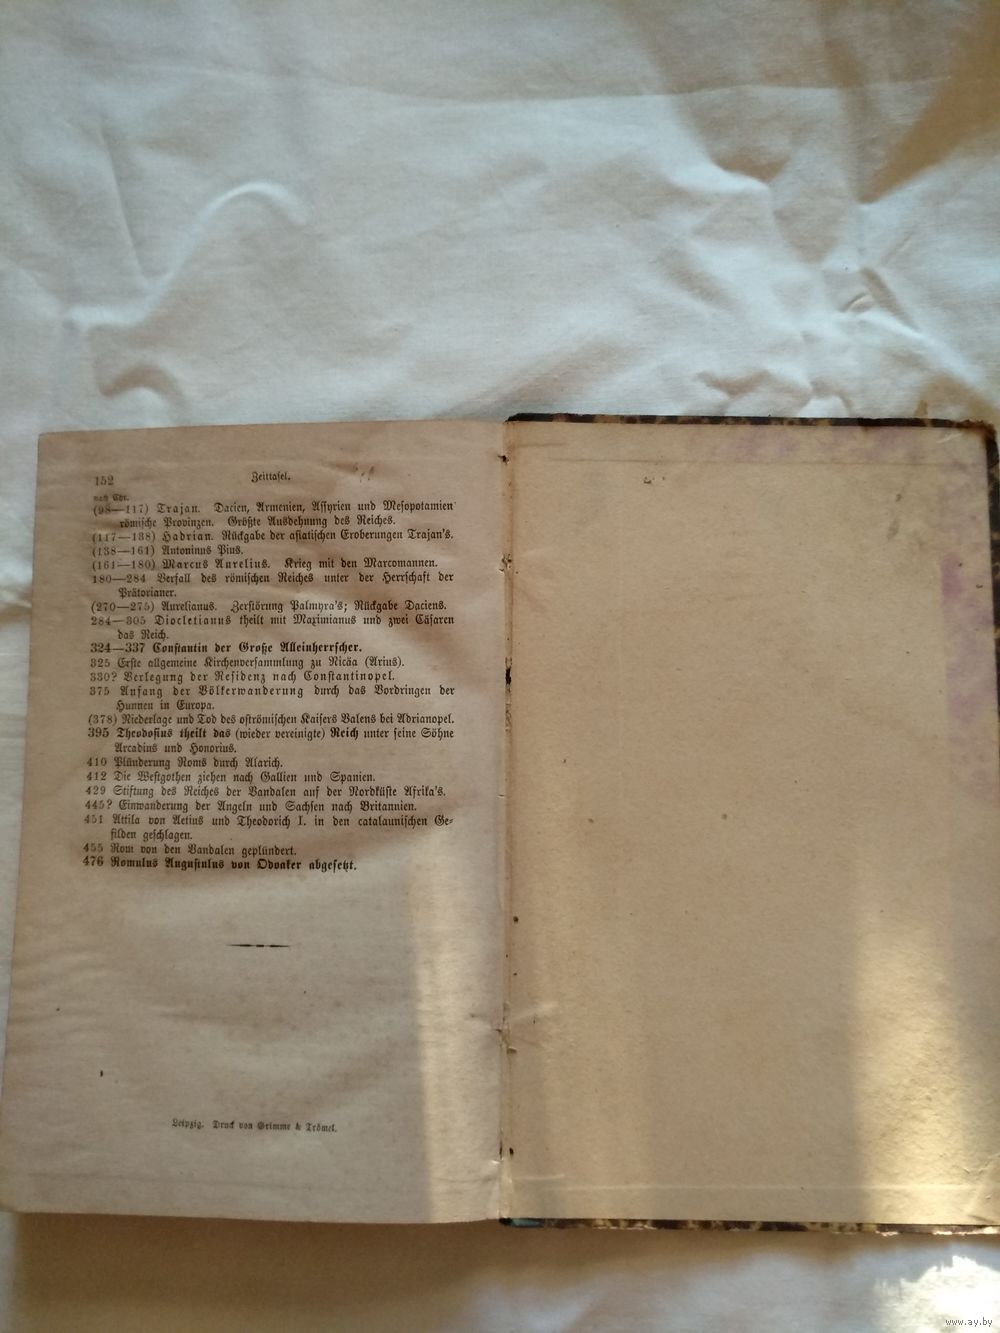 152 Zeittafel.
nach Chr.
(98—117) Trajan. Dacien, Armenien, Assyrien und Mesopotamien
römische Provinzen. Größte Ausdehnung des Reiches.
(117—138) Hadrian. Rückgabe der asiatischen Eroberungen Trajan's.
(138—161) Antoninus Pius.
(161—180) Marcus Aurelius. Krieg mit den Marcomannen.
180—284 Verfall des römischen Reiches unter der Herrschaft der
Prätorianer.
(270—275) Aurelianus. Zerstörung Palmyra's; Rückgabe Daciens.
284—305 Diocletianus theilt mit Maximianus und zwei Cäsaren
das Reich.
324—337 Constantin der Große Alleinherrscher.
325 Erste allgemeine Kirchenversammlung zu Nicäa (Arius).
330? Verlegung der Residenz nach Constantinopel.
375 Anfang der Völkerwanderung durch das Vordringen der
Hunnen in Europa.
(378) Niederlage und Tod des oströmischen Kaisers Valens bei Adrianopel.
395 Theodosius theilt das (wieder vereinigte) Reich unter seine Söhne
Arcadius und Honorius.
410 Plünderung Roms durch Alarich.
412 Die Westgothen ziehen nach Gallien und Spanien.
429 Stiftung des Reiches der Vandalen auf der Nordküste Afrika's.
445? Einwanderung der Angeln und Sachsen nach Britannien.
451 Attila von Aetius und Theodorich I. in den catalaunischen Ge-
filden geschlagen.
455 Rom von den Vandalen geplündert.
476 Romulus Augustulus von Odoaker abgesetzt.
Leipzig. Druck von Grimme & Trömel.
www.ay.by